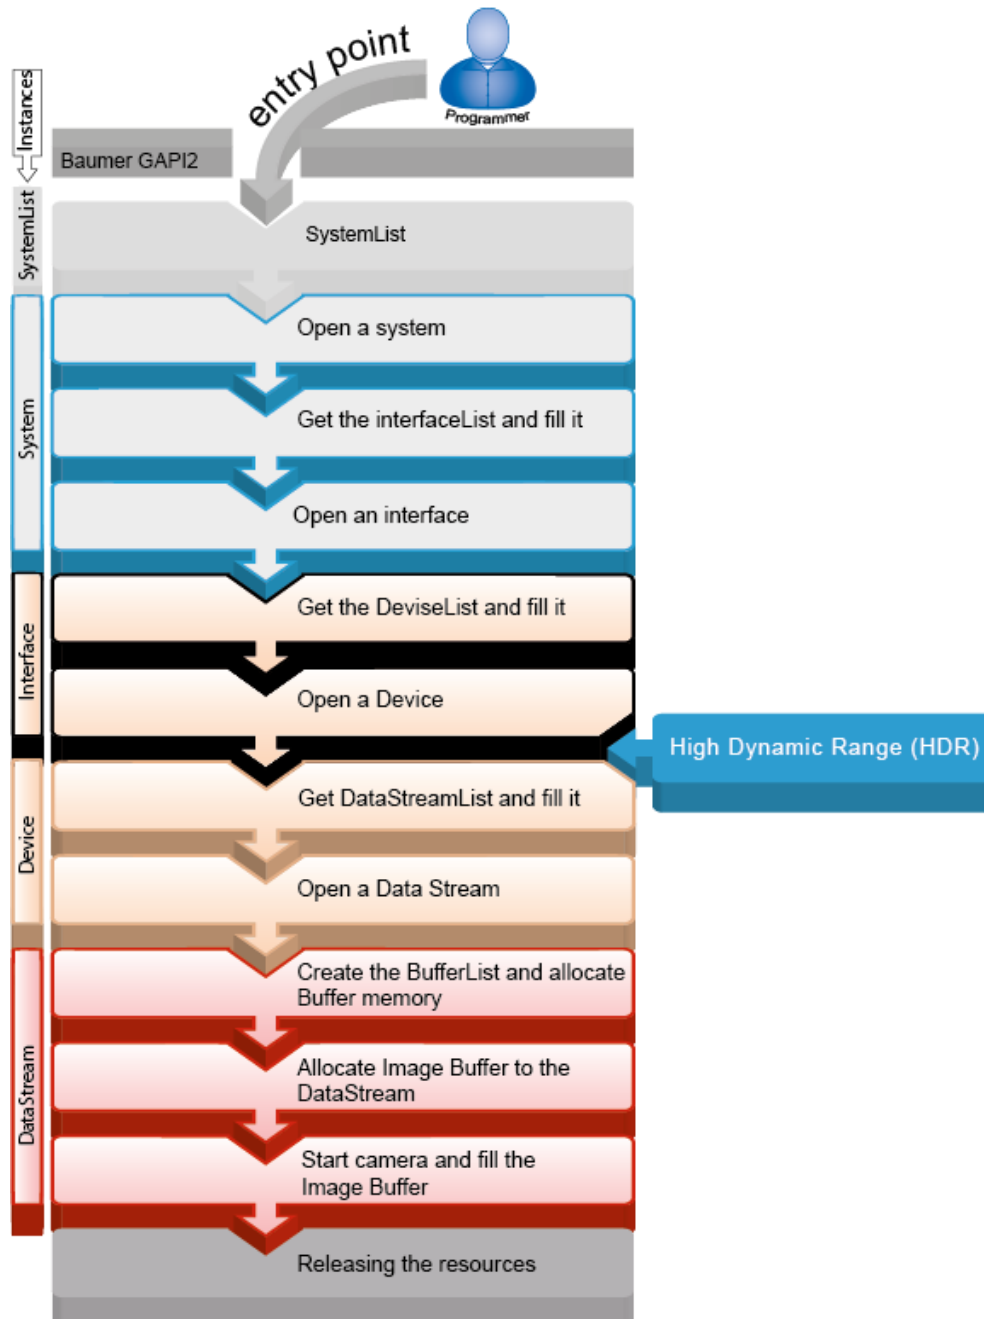 entry point
Programmer
Instances
Baumer GAPI2
SystemList
SystemList
System
Open a system
Get the interfaceList and fill it
Open an interface
Interface
Get the DeviseList and fill it
Open a Device
High Dynamic Range (HDR)
Device
Get DataStreamList and fill it
Open a Data Stream
DataStream
Create the BufferList and allocate
Buffer memory
Allocate Image Buffer to the
DataStream
Start camera and fill the
Image Buffer
Releasing the resources